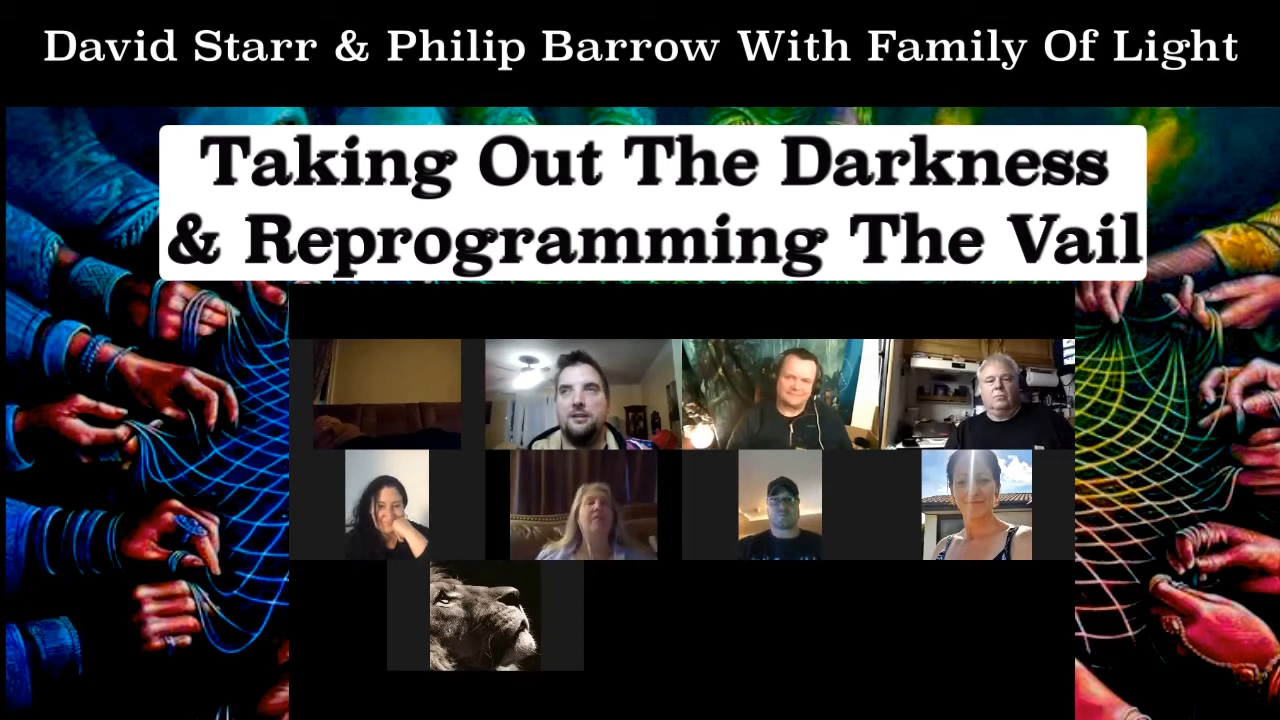 David Starr & Philip Barrow With Family Of Light
Taking Out The Darkness
& Reprogramming The Vail